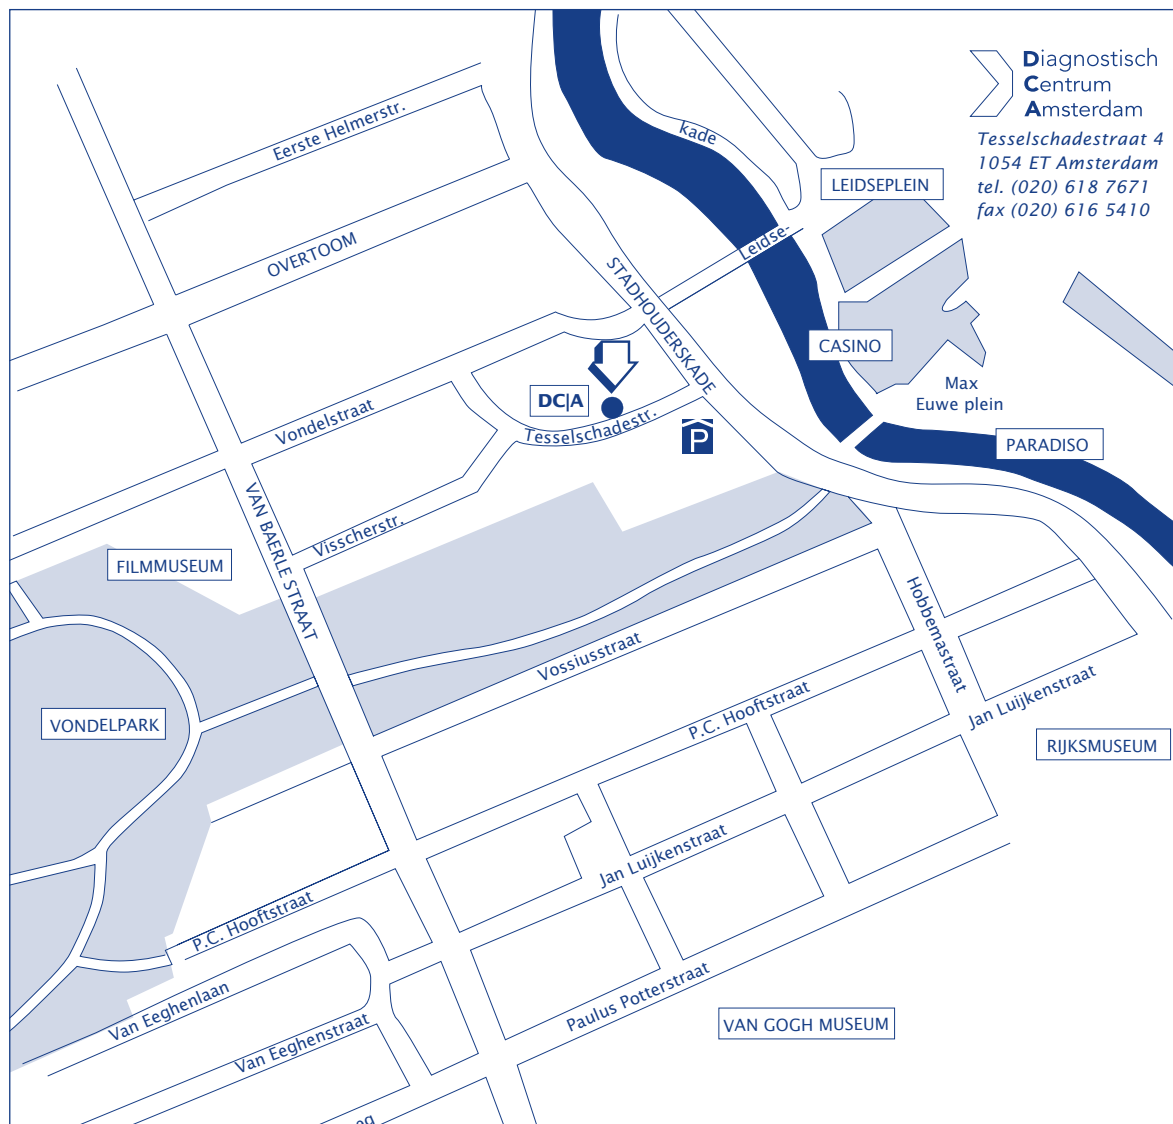 Diagnostisch
Centrum
Amsterdam
Tesselschadestraat 4
1054 ET Amsterdam
tel. (020) 618 7671
fax (020) 616 5410
Eerste Helmerstr.
kade
LEIDSEPLEIN
OVERTOOM
Leidse-
STADHOUDERSKADE
CASINO
Max
Euwe plein
DC|A
Vondelstraat
Tesselschadestr.
P
PARADISO
VAN BAERLE STRAAT
Visscherstr.
FILMMUSEUM
Hobbemastraat
Vossiusstraat
VONDELPARK
P.C. Hooftstraat
Jan Luijkenstraat
RIJKSMUSEUM
Jan Luijkenstraat
P.C. Hooftstraat
Van Eeghenlaan
Paulus Potterstraat
VAN GOGH MUSEUM
Van Eeghenstraat